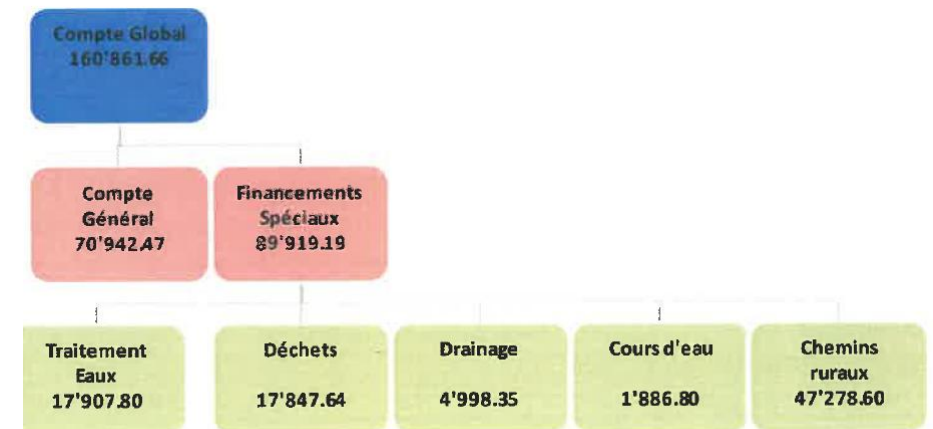 Compte Global
160'861.66
Compte
Général
70'942.47
Financements
Spéciaux
89'919.19
Traitement
Eaux
17'907.80
Déchets
17'847.64
Drainage
4'998.35
Cours d'eau
1'886.80
Chemins
ruraux
47'278.60